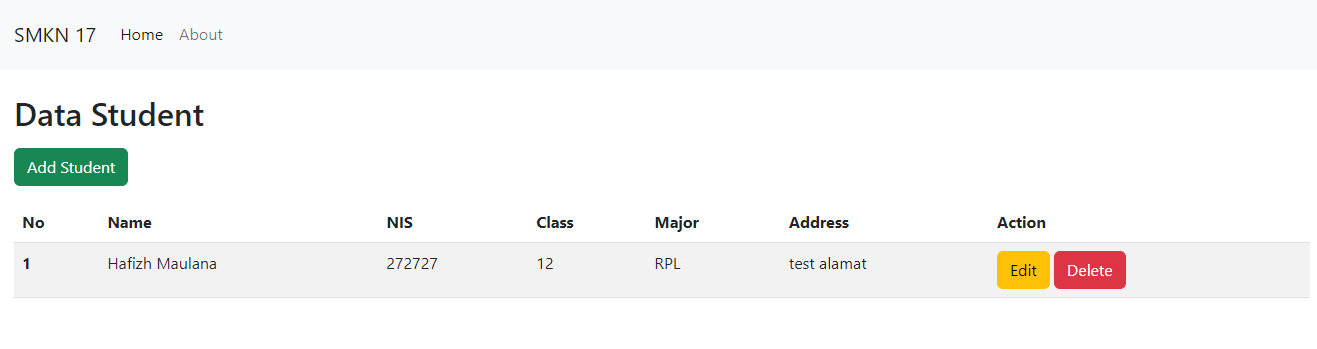 SMKN 17 Home About
Data Student
Add Student
No Name NIS Class Major Address Action
1 Hafizh Maulana 272727 12 RPL test alamat Edit Delete